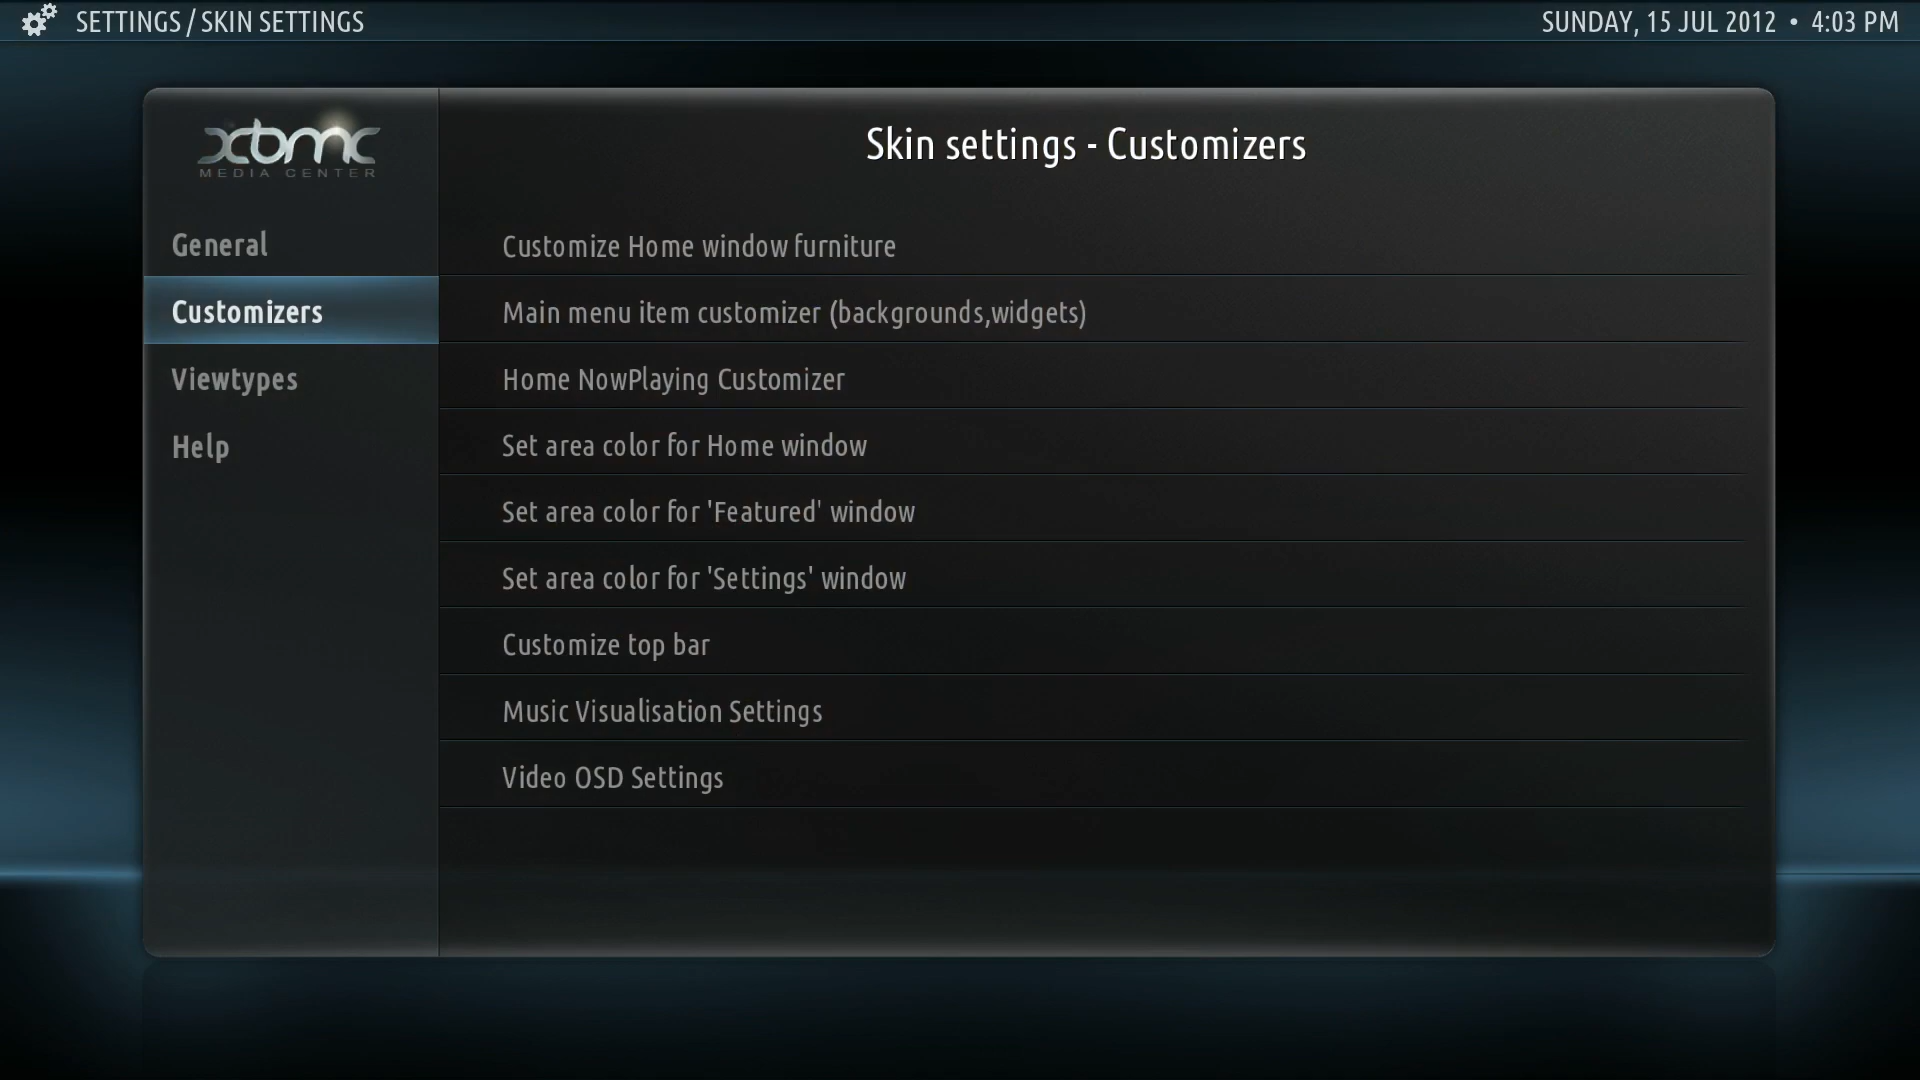 SETTINGS / SKIN SETTINGS
SUNDAY, 15 JUL 2012 • 4:03 PM
xbmc
MEDIA CENTER
Skin settings - Customizers
General
Customizers
Viewtypes
Help
Customize Home window furniture
Main menu item customizer (backgrounds,widgets)
Home NowPlaying Customizer
Set area color for Home window
Set area color for 'Featured' window
Set area color for 'Settings' window
Customize top bar
Music Visualisation Settings
Video OSD Settings